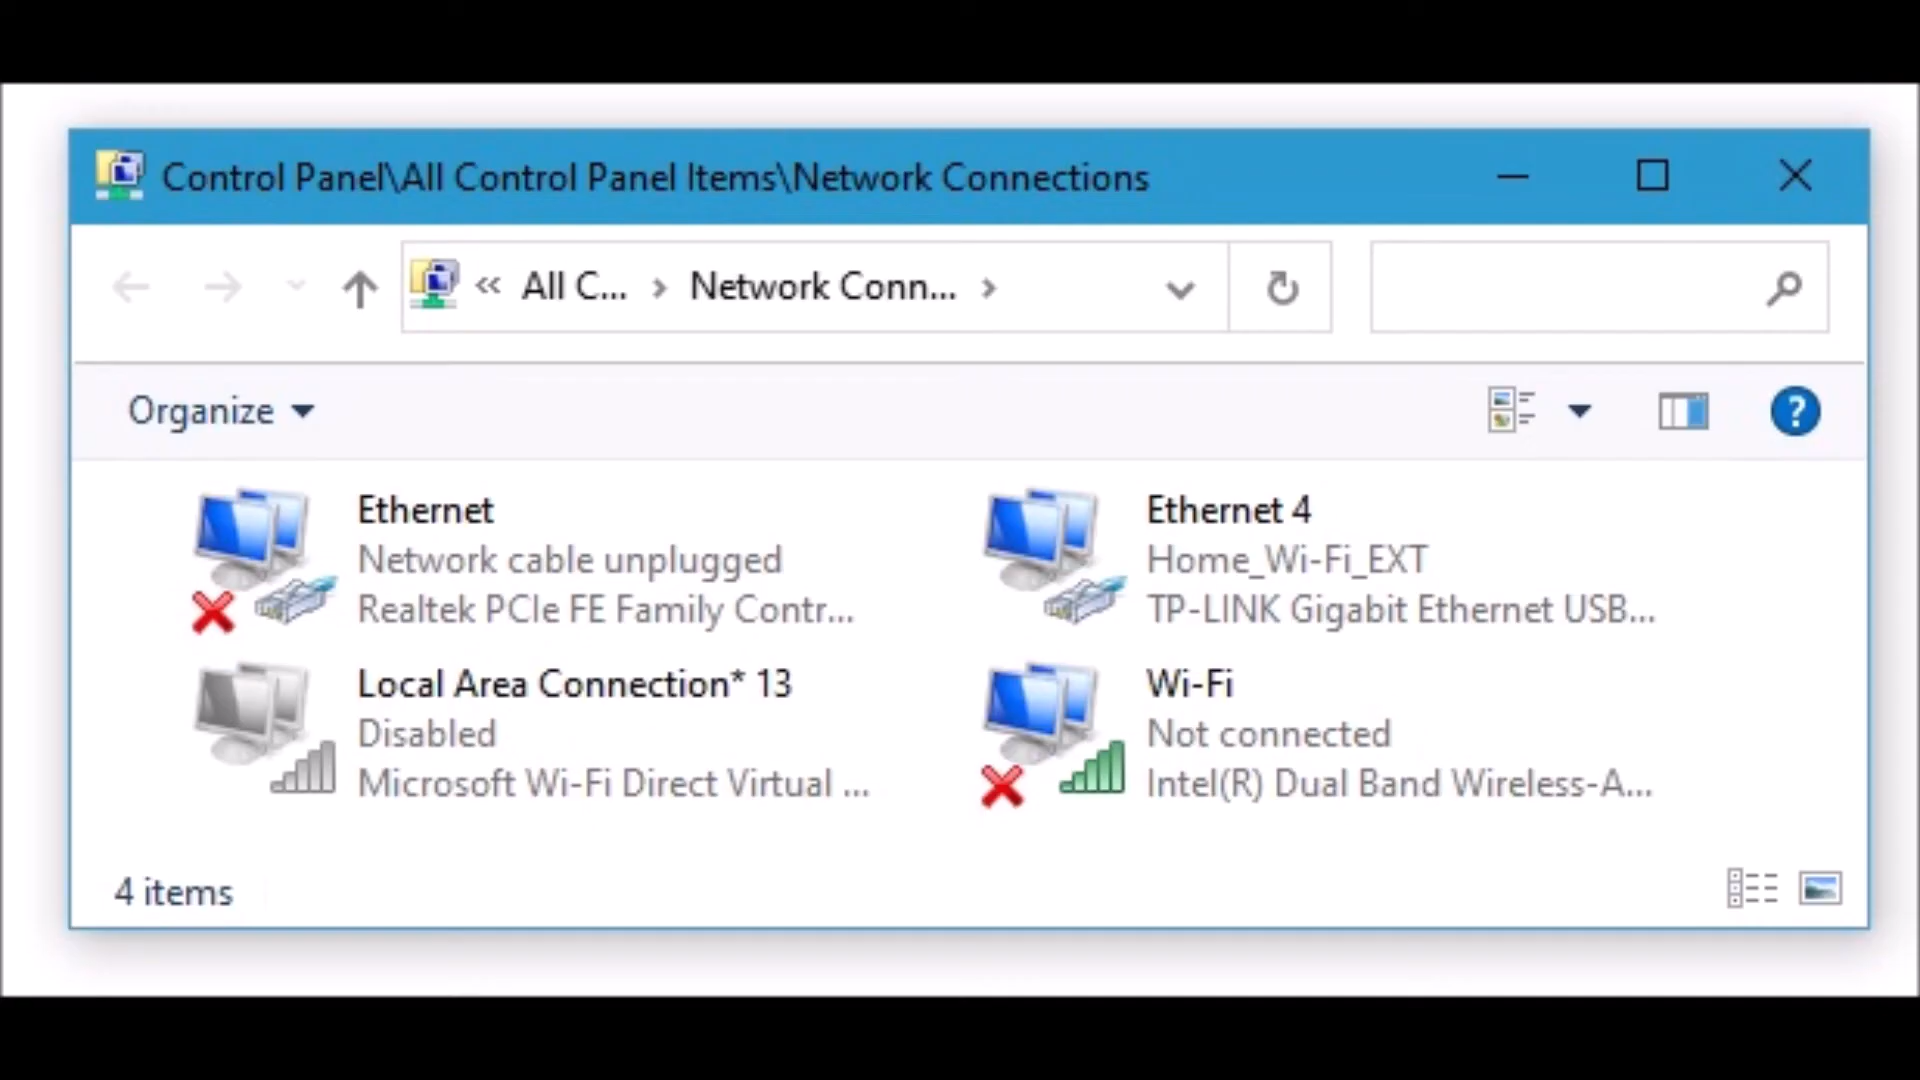 Control Panel\All Control Panel Items\Network Connections
« All C... › Network Conn... ›
Organize
?
Ethernet
Network cable unplugged
Realtek PCIe FE Family Contr...
Ethernet 4
Home_Wi-Fi_EXT
TP-LINK Gigabit Ethernet USB...
Local Area Connection* 13
Disabled
Microsoft Wi-Fi Direct Virtual ...
Wi-Fi
Not connected
Intel(R) Dual Band Wireless-A...
4 items